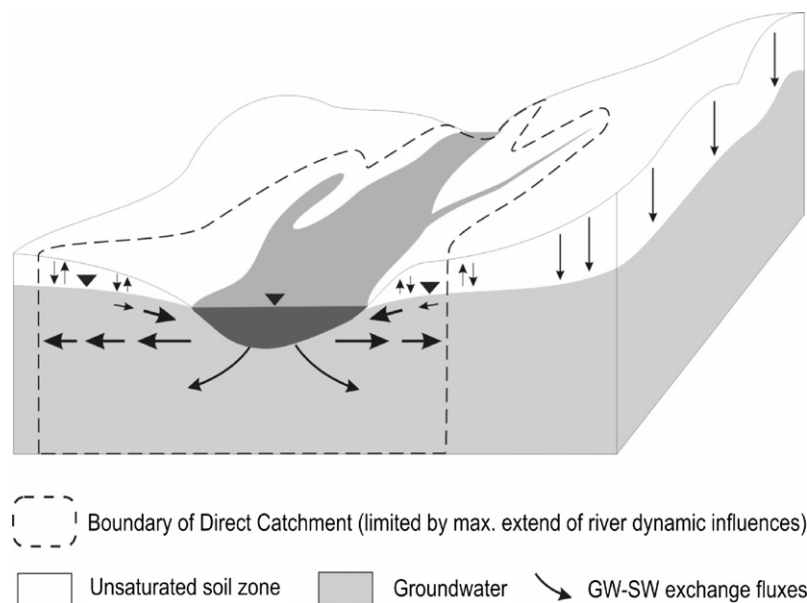 Boundary of Direct Catchment (limited by max. extend of river dynamic influences)
Unsaturated soil zone Groundwater GW-SW exchange fluxes